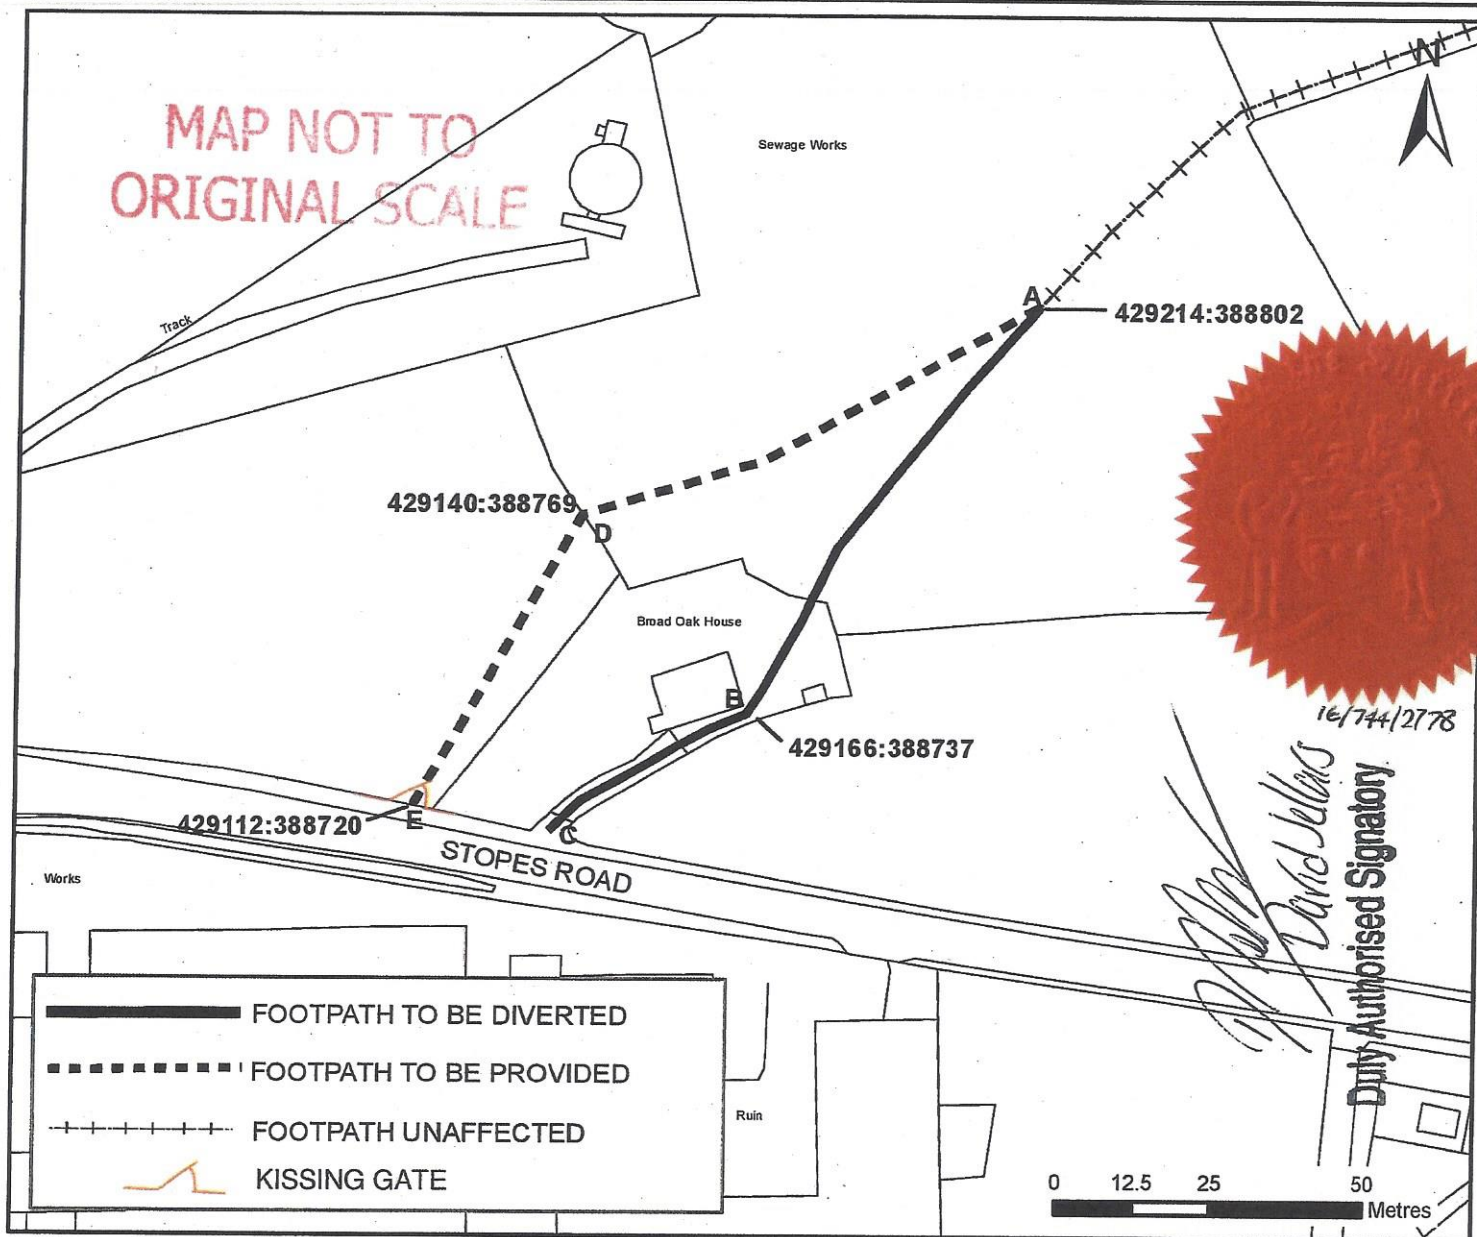 MAP NOT TO
ORIGINAL SCALE
Sewage Works
N
Track
A
429214:388802
429140:388769
D
Broad Oak House
B
429166:388737
16/744/2778
429112:388720
E
C
STOPES ROAD
Works
David Sellars
Duly Authorised Signatory
FOOTPATH TO BE DIVERTED
FOOTPATH TO BE PROVIDED
FOOTPATH UNAFFECTED
KISSING GATE
Ruin
0 12.5 25 50
Metres